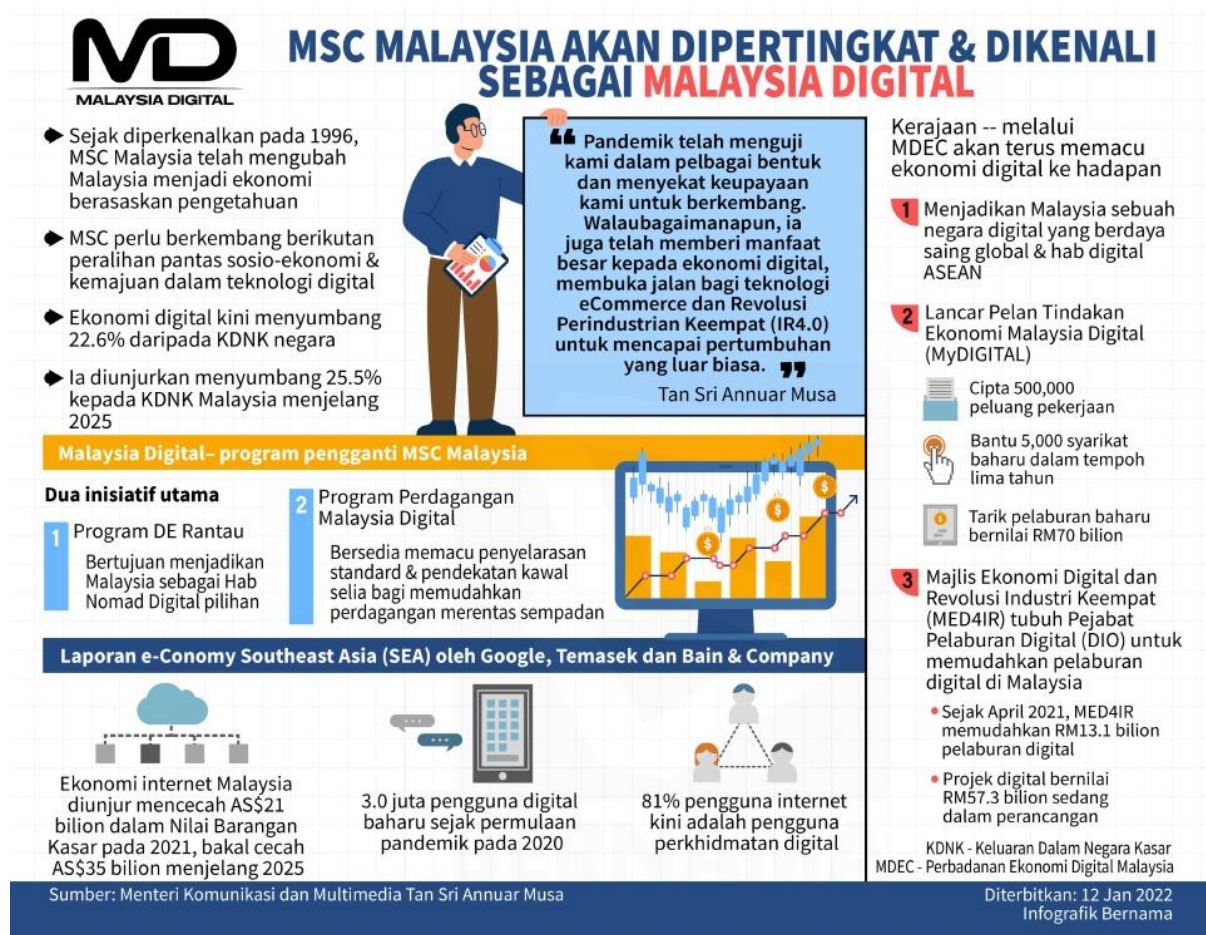 MD
MALAYSIA DIGITAL
MSC MALAYSIA AKAN DIPERTINGKAT & DIKENALI
SEBAGAI MALAYSIA DIGITAL
Sejak diperkenalkan pada 1996,
MSC Malaysia telah mengubah
Malaysia menjadi ekonomi
berasaskan pengetahuan
MSC perlu berkembang berikutan
peralihan pantas sosio-ekonomi &
kemajuan dalam teknologi digital
Ekonomi digital kini menyumbang
22.6% daripada KDNK negara
Ia diunjurkan menyumbang 25.5%
kepada KDNK Malaysia menjelang
2025
“ Pandemik telah menguji
kami dalam pelbagai bentuk
dan menyekat keupayaan
kami untuk berkembang.
Walaubagaimanapun, ia
juga telah memberi manfaat
besar kepada ekonomi digital,
membuka jalan bagi teknologi
eCommerce dan Revolusi
Perindustrian Keempat (IR4.0)
untuk mencapai pertumbuhan
yang luar biasa. ”
Tan Sri Annuar Musa
Malaysia Digital– program pengganti MSC Malaysia
Dua inisiatif utama
1 Program DE Rantau
Bertujuan menjadikan
Malaysia sebagai Hab
Nomad Digital pilihan
2 Program Perdagangan
Malaysia Digital
Bersedia memacu penyelarasan
standard & pendekatan kawal
selia bagi memudahkan
perdagangan merentas sempadan
$ $ $
Laporan e-Conomy Southeast Asia (SEA) oleh Google, Temasek dan Bain & Company
Ekonomi internet Malaysia
diunjur mencecah AS$21
bilion dalam Nilai Barangan
Kasar pada 2021, bakal cecah
AS$35 bilion menjelang 2025
3.0 juta pengguna digital
baharu sejak permulaan
pandemik pada 2020
81% pengguna internet
kini adalah pengguna
perkhidmatan digital
Kerajaan -- melalui
MDEC akan terus memacu
ekonomi digital ke hadapan
1 Menjadikan Malaysia sebuah
negara digital yang berdaya
saing global & hab digital
ASEAN
2 Lancar Pelan Tindakan
Ekonomi Malaysia Digital
(MyDIGITAL)
Cipta 500,000
peluang pekerjaan
Bantu 5,000 syarikat
baharu dalam tempoh
lima tahun
$
Tarik pelaburan baharu
bernilai RM70 bilion
3 Majlis Ekonomi Digital dan
Revolusi Industri Keempat
(MED4IR) tubuh Pejabat
Pelaburan Digital (DIO) untuk
memudahkan pelaburan
digital di Malaysia
Sejak April 2021, MED4IR
memudahkan RM13.1 bilion
pelaburan digital
Projek digital bernilai
RM57.3 bilion sedang
dalam perancangan
KDNK - Keluaran Dalam Negara Kasar
MDEC - Perbadanan Ekonomi Digital Malaysia
Sumber: Menteri Komunikasi dan Multimedia Tan Sri Annuar Musa
Diterbitkan: 12 Jan 2022
Infografik Bernama